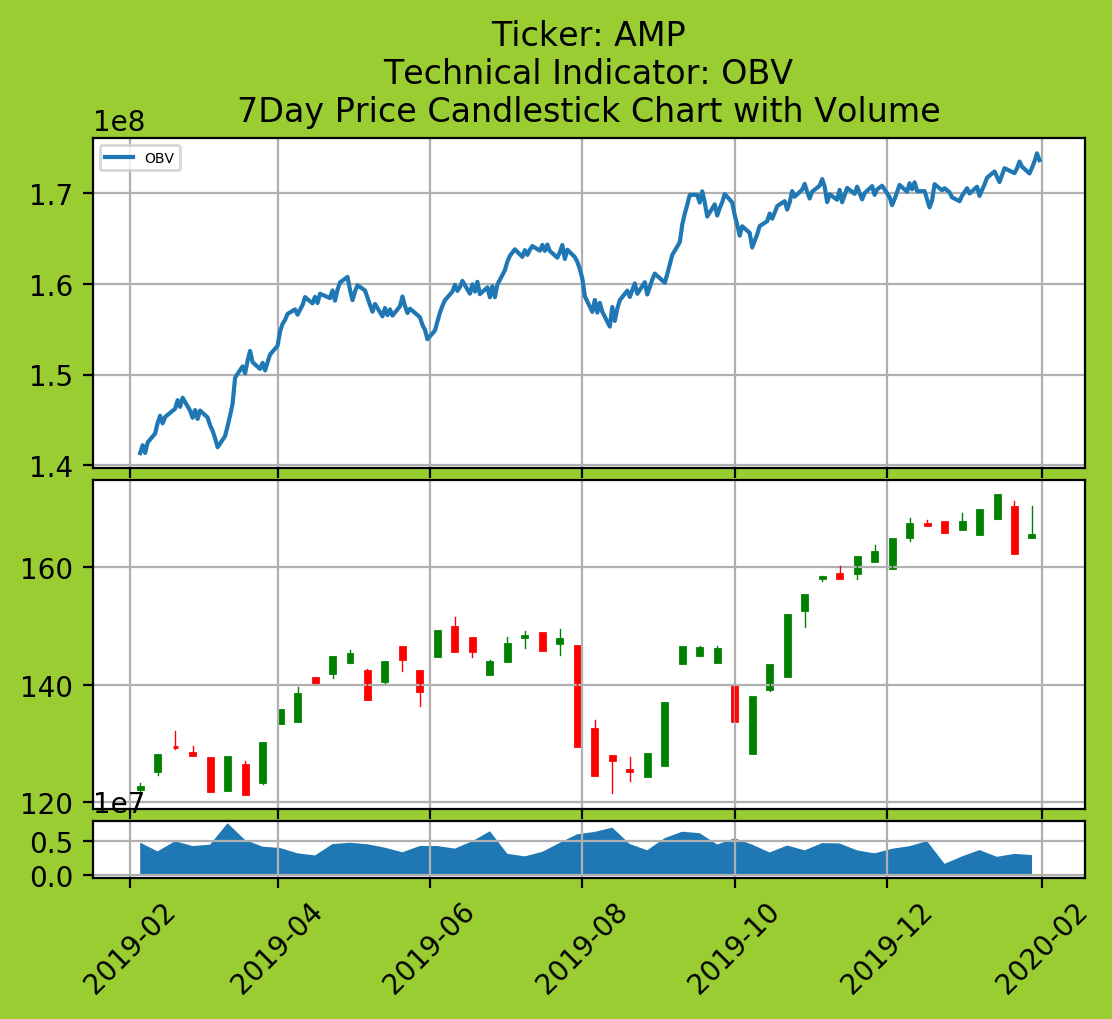 Ticker: AMP
Technical Indicator: OBV
7Day Price Candlestick Chart with Volume
1e8
OBV
1.7
1.6
1.5
1.4
160
140
120
1e7
0.5
0.0
2019-02
2019-04
2019-06
2019-08
2019-10
2019-12
2020-02